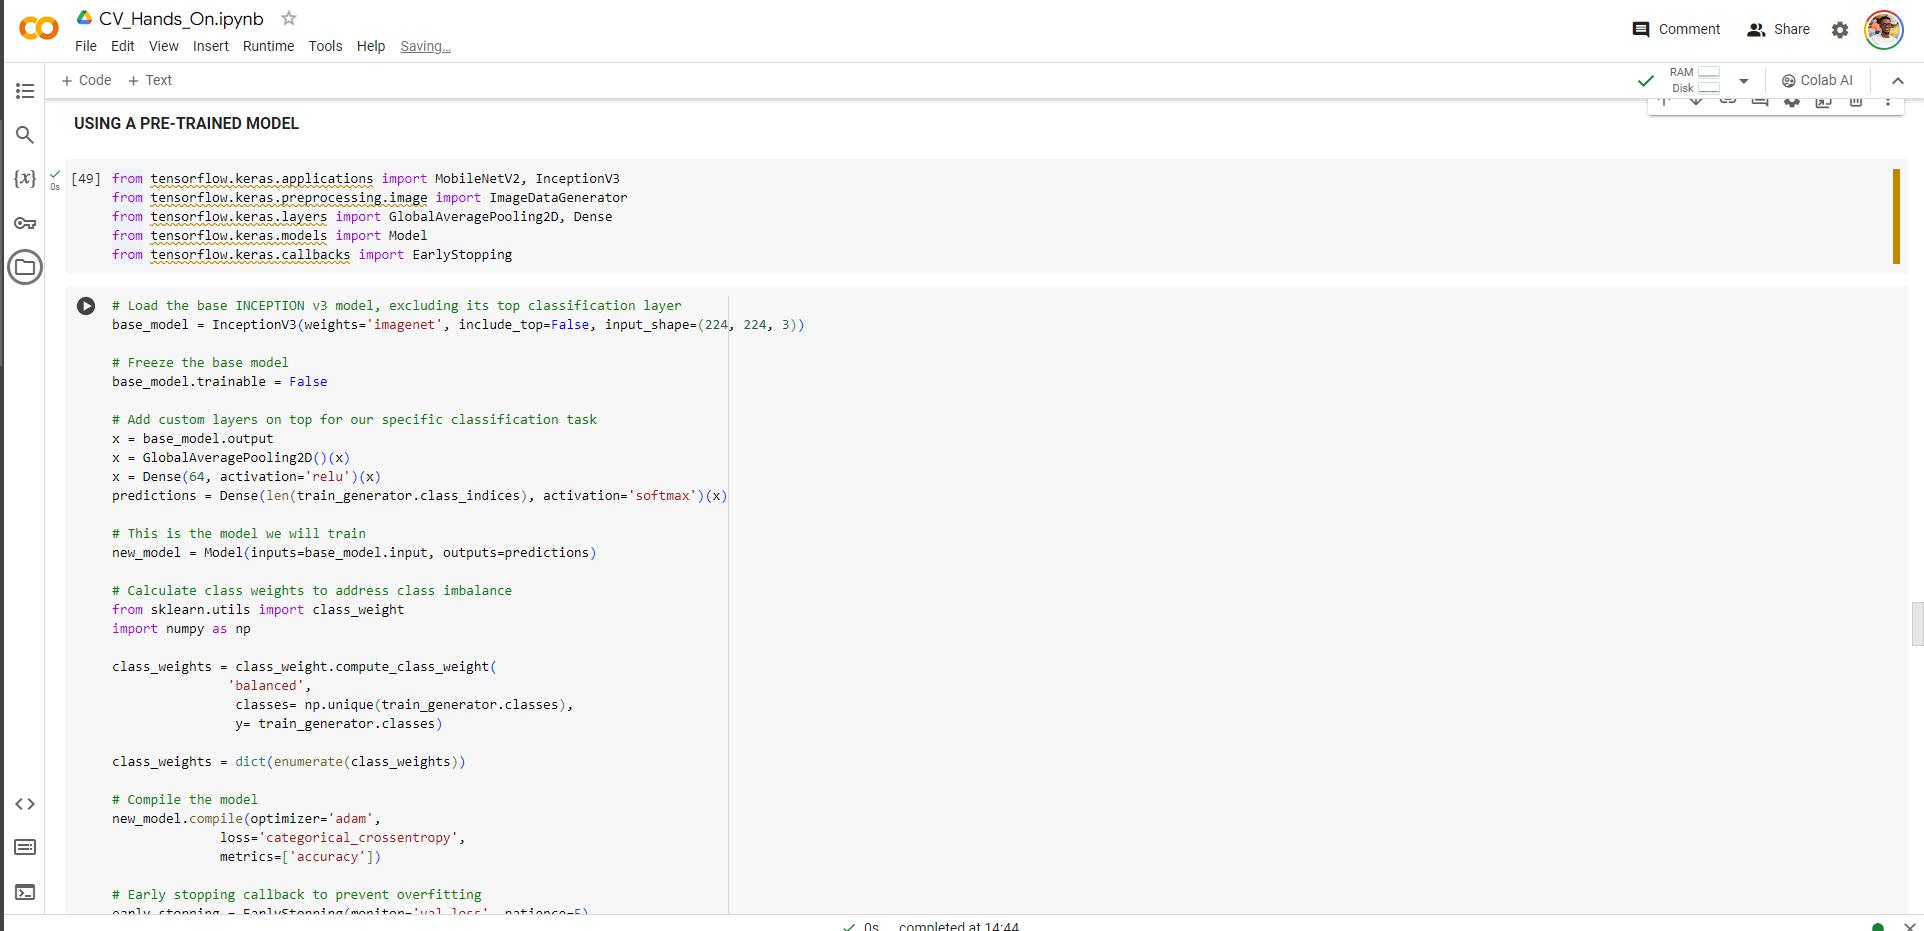 CV_Hands_On.ipynb
File Edit View Insert Runtime Tools Help Saving...
Comment Share
+ Code + Text
RAM
Disk
Colab AI
USING A PRE-TRAINED MODEL
0s
[49]
from tensorflow.keras.applications import MobileNetV2, InceptionV3
from tensorflow.keras.preprocessing.image import ImageDataGenerator
from tensorflow.keras.layers import GlobalAveragePooling2D, Dense
from tensorflow.keras.models import Model
from tensorflow.keras.callbacks import EarlyStopping
# Load the base INCEPTION v3 model, excluding its top classification layer
base_model = InceptionV3(weights='imagenet', include_top=False, input_shape=(224, 224, 3))
# Freeze the base model
base_model.trainable = False
# Add custom layers on top for our specific classification task
x = base_model.output
x = GlobalAveragePooling2D()(x)
x = Dense(64, activation='relu')(x)
predictions = Dense(len(train_generator.class_indices), activation='softmax')(x)
# This is the model we will train
new_model = Model(inputs=base_model.input, outputs=predictions)
# Calculate class weights to address class imbalance
from sklearn.utils import class_weight
import numpy as np
class_weights = class_weight.compute_class_weight(
'balanced',
classes= np.unique(train_generator.classes),
y= train_generator.classes)
class_weights = dict(enumerate(class_weights))
# Compile the model
new_model.compile(optimizer='adam',
loss='categorical_crossentropy',
metrics=['accuracy'])
# Early stopping callback to prevent overfitting
early_stopping = EarlyStopping(monitor='val_loss', patience=5)
0s completed at 14:44